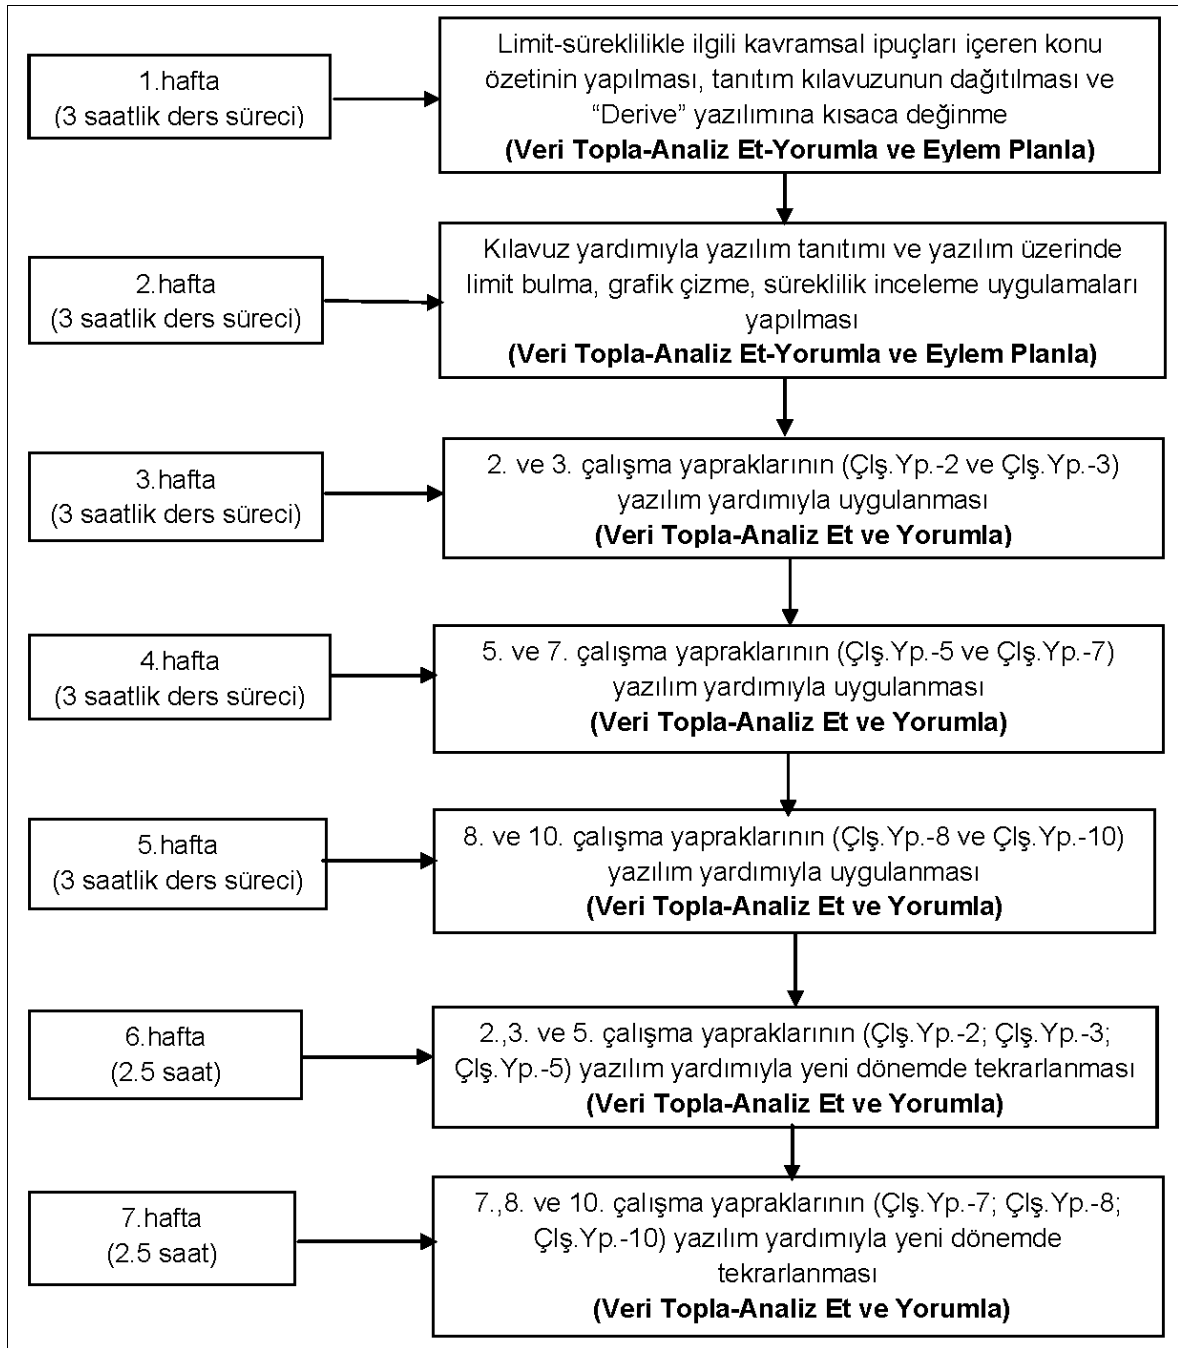 1.hafta
(3 saatlik ders süreci)
Limit-süreklilikle ilgili kavramsal ipuçları içeren konu
özetinin yapılması, tanıtım kılavuzunun dağıtılması ve
“Derive” yazılımına kısaca değinme
(Veri Topla-Analiz Et-Yorumla ve Eylem Planla)
2.hafta
(3 saatlik ders süreci)
Kılavuz yardımıyla yazılım tanıtımı ve yazılım üzerinde
limit bulma, grafik çizme, süreklilik inceleme uygulamaları
yapılması
(Veri Topla-Analiz Et-Yorumla ve Eylem Planla)
3.hafta
(3 saatlik ders süreci)
2. ve 3. çalışma yapraklarının (Çlş.Yp.-2 ve Çlş.Yp.-3)
yazılım yardımıyla uygulanması
(Veri Topla-Analiz Et ve Yorumla)
4.hafta
(3 saatlik ders süreci)
5. ve 7. çalışma yapraklarının (Çlş.Yp.-5 ve Çlş.Yp.-7)
yazılım yardımıyla uygulanması
(Veri Topla-Analiz Et ve Yorumla)
5.hafta
(3 saatlik ders süreci)
8. ve 10. çalışma yapraklarının (Çlş.Yp.-8 ve Çlş.Yp.-10)
yazılım yardımıyla uygulanması
(Veri Topla-Analiz Et ve Yorumla)
6.hafta
(2.5 saat)
2.,3. ve 5. çalışma yapraklarının (Çlş.Yp.-2; Çlş.Yp.-3;
Çlş.Yp.-5) yazılım yardımıyla yeni dönemde tekrarlanması
(Veri Topla-Analiz Et ve Yorumla)
7.hafta
(2.5 saat)
7.,8. ve 10. çalışma yapraklarının (Çlş.Yp.-7; Çlş.Yp.-8;
Çlş.Yp.-10) yazılım yardımıyla yeni dönemde
tekrarlanması
(Veri Topla-Analiz Et ve Yorumla)